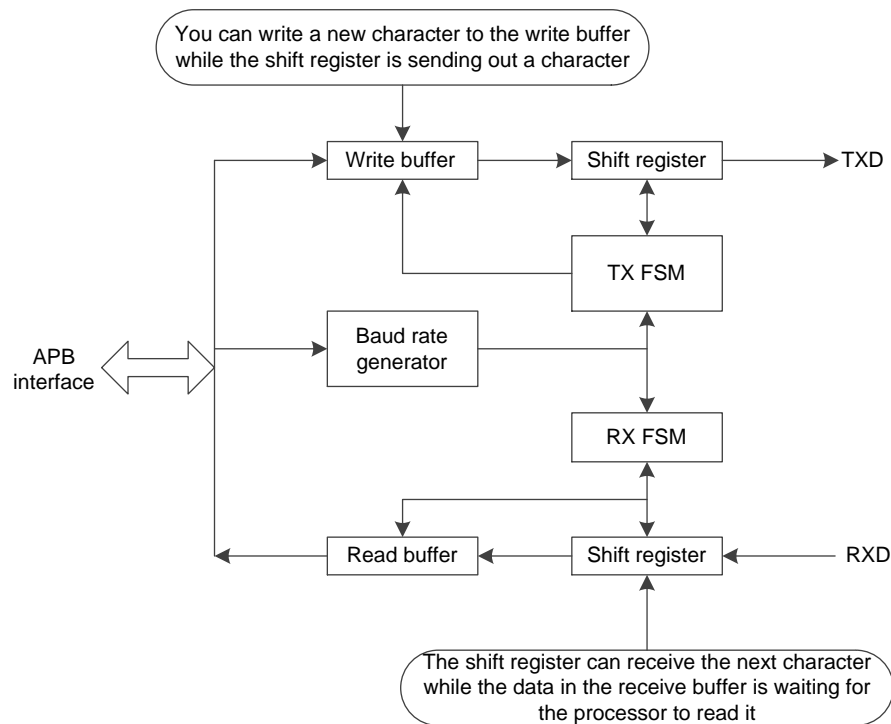 You can write a new character to the write buffer
while the shift register is sending out a character
Write buffer
Shift register
TXD
TX FSM
Baud rate
generator
APB
interface
RX FSM
Read buffer
Shift register
RXD
The shift register can receive the next character
while the data in the receive buffer is waiting for
the processor to read it